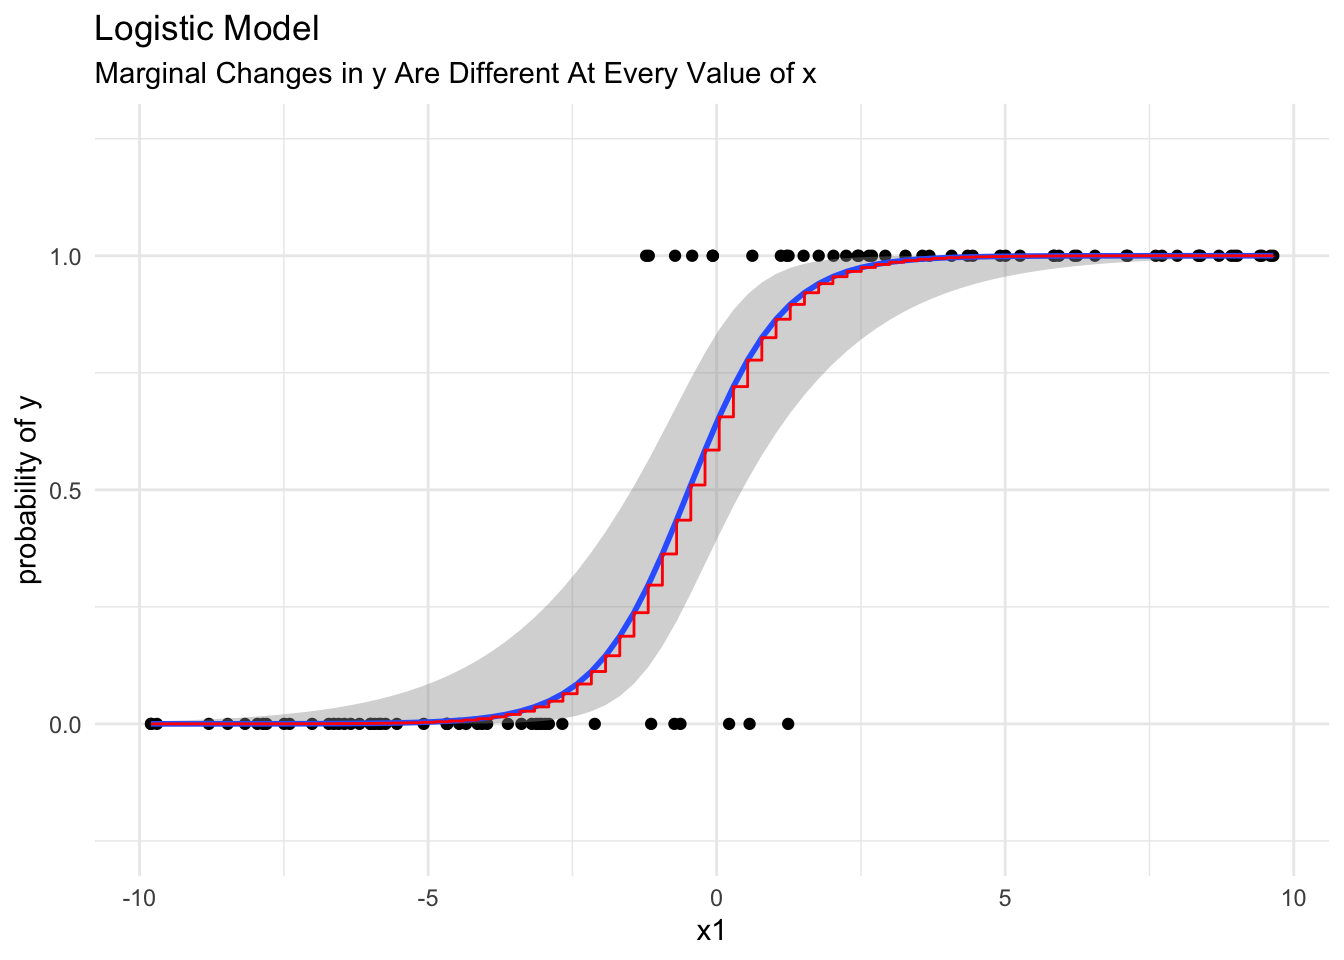 Logistic Model
Marginal Changes in y Are Different At Every Value of x
probability of y
1.0
0.5
0.0
-10
-5
0
5
10
x1